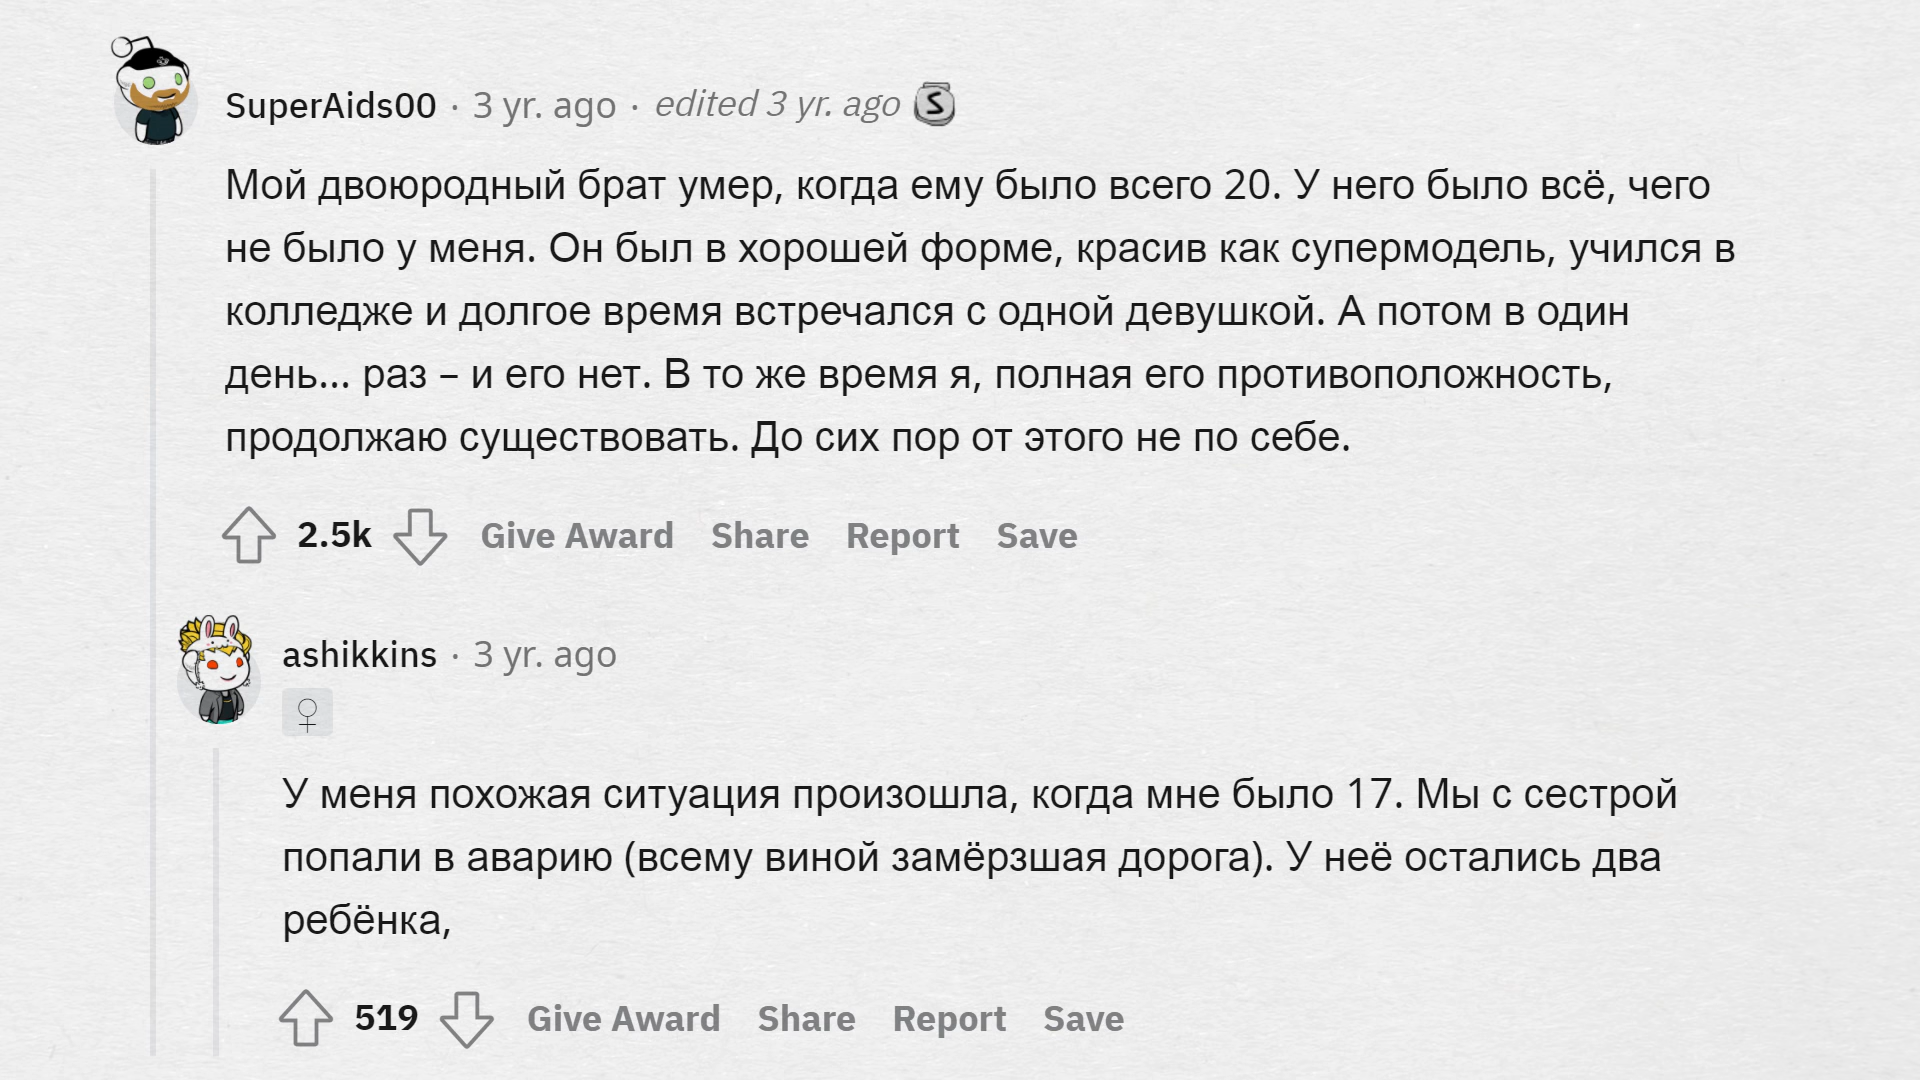 SuperAids00 · 3 yr. ago · edited 3 yr. ago S
Мой двоюродный брат умер, когда ему было всего 20. У него было всё, чего
не было у меня. Он был в хорошей форме, красив как супермодель, учился в
колледже и долгое время встречался с одной девушкой. А потом в один
день... раз – и его нет. В то же время я, полная его противоположность,
продолжаю существовать. До сих пор от этого не по себе.
2.5k Give Award Share Report Save
ashikkins · 3 yr. ago
♀
У меня похожая ситуация произошла, когда мне было 17. Мы с сестрой
попали в аварию (всему виной замёрзшая дорога). У неё остались два
ребёнка,
519 Give Award Share Report Save